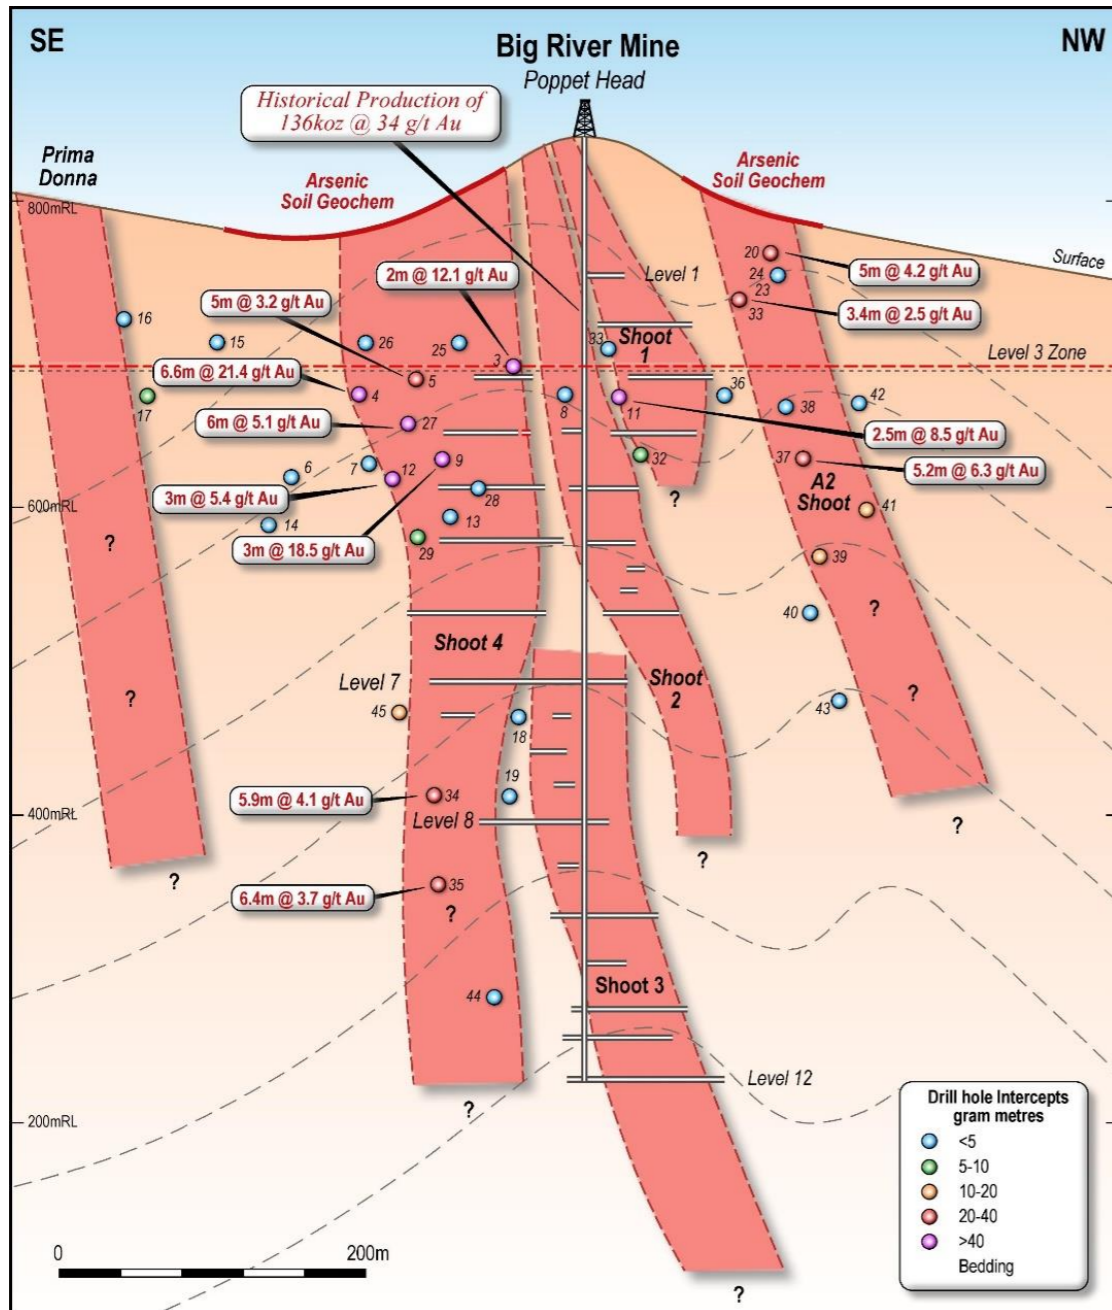 SE
Big River Mine
NW
Poppet Head
Historical Production of
136koz @ 34 g/t Au
Prima
Donna
Arsenic
Soil Geochem
Arsenic
Soil Geochem
800mRL
Surface
2m @ 12.1 g/t Au
Level 1
20
5m @ 4.2 g/t Au
24
5m @ 3.2 g/t Au
23
3.4m @ 2.5 g/t Au
33
16
15
26
25
33
Shoot
1
Level 3 Zone
3
6.6m @ 21.4 g/t Au
5
4
17
8
11
36
38
42
6m @ 5.1 g/t Au
27
2.5m @ 8.5 g/t Au
32
37
5.2m @ 6.3 g/t Au
6
7
12
9
3m @ 5.4 g/t Au
28
A2
Shoot
?
600mRL
41
14
13
3m @ 18.5 g/t Au
29
?
39
40
?
Shoot 4
Shoot
2
Level 7
?
?
45
18
43
19
5.9m @ 4.1 g/t Au
34
400mRL
Level 8
?
?
?
6.4m @ 3.7 g/t Au
35
?
Shoot 3
44
Level 12
?
200mRL
Drill hole Intercepts
gram metres
<5
5-10
10-20
20-40
>40
Bedding
0
200m
?